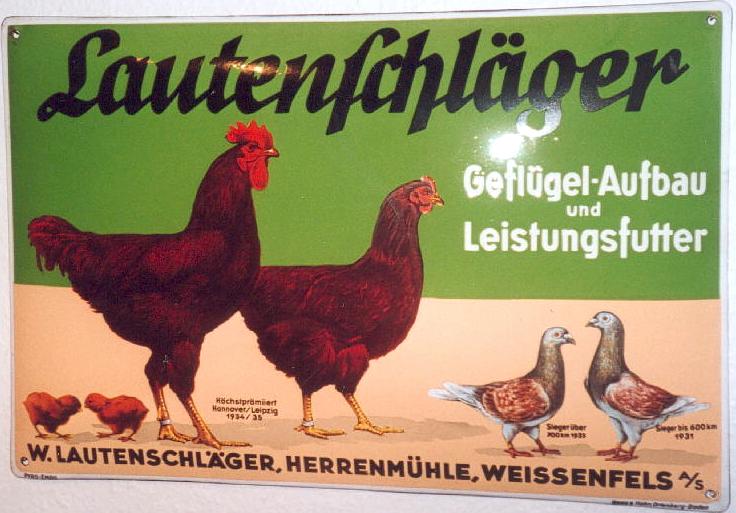 Lautenschläger
Geflügel-Aufbau
und
Leistungsfutter
Höchstprämiiert
Hannover/Leipzig
1934/35
Sieger über
700 km 1933
Sieger bis 600 km
1931
W. LAUTENSCHLÄGER, HERRENMÜHLE, WEISSENFELS A/S